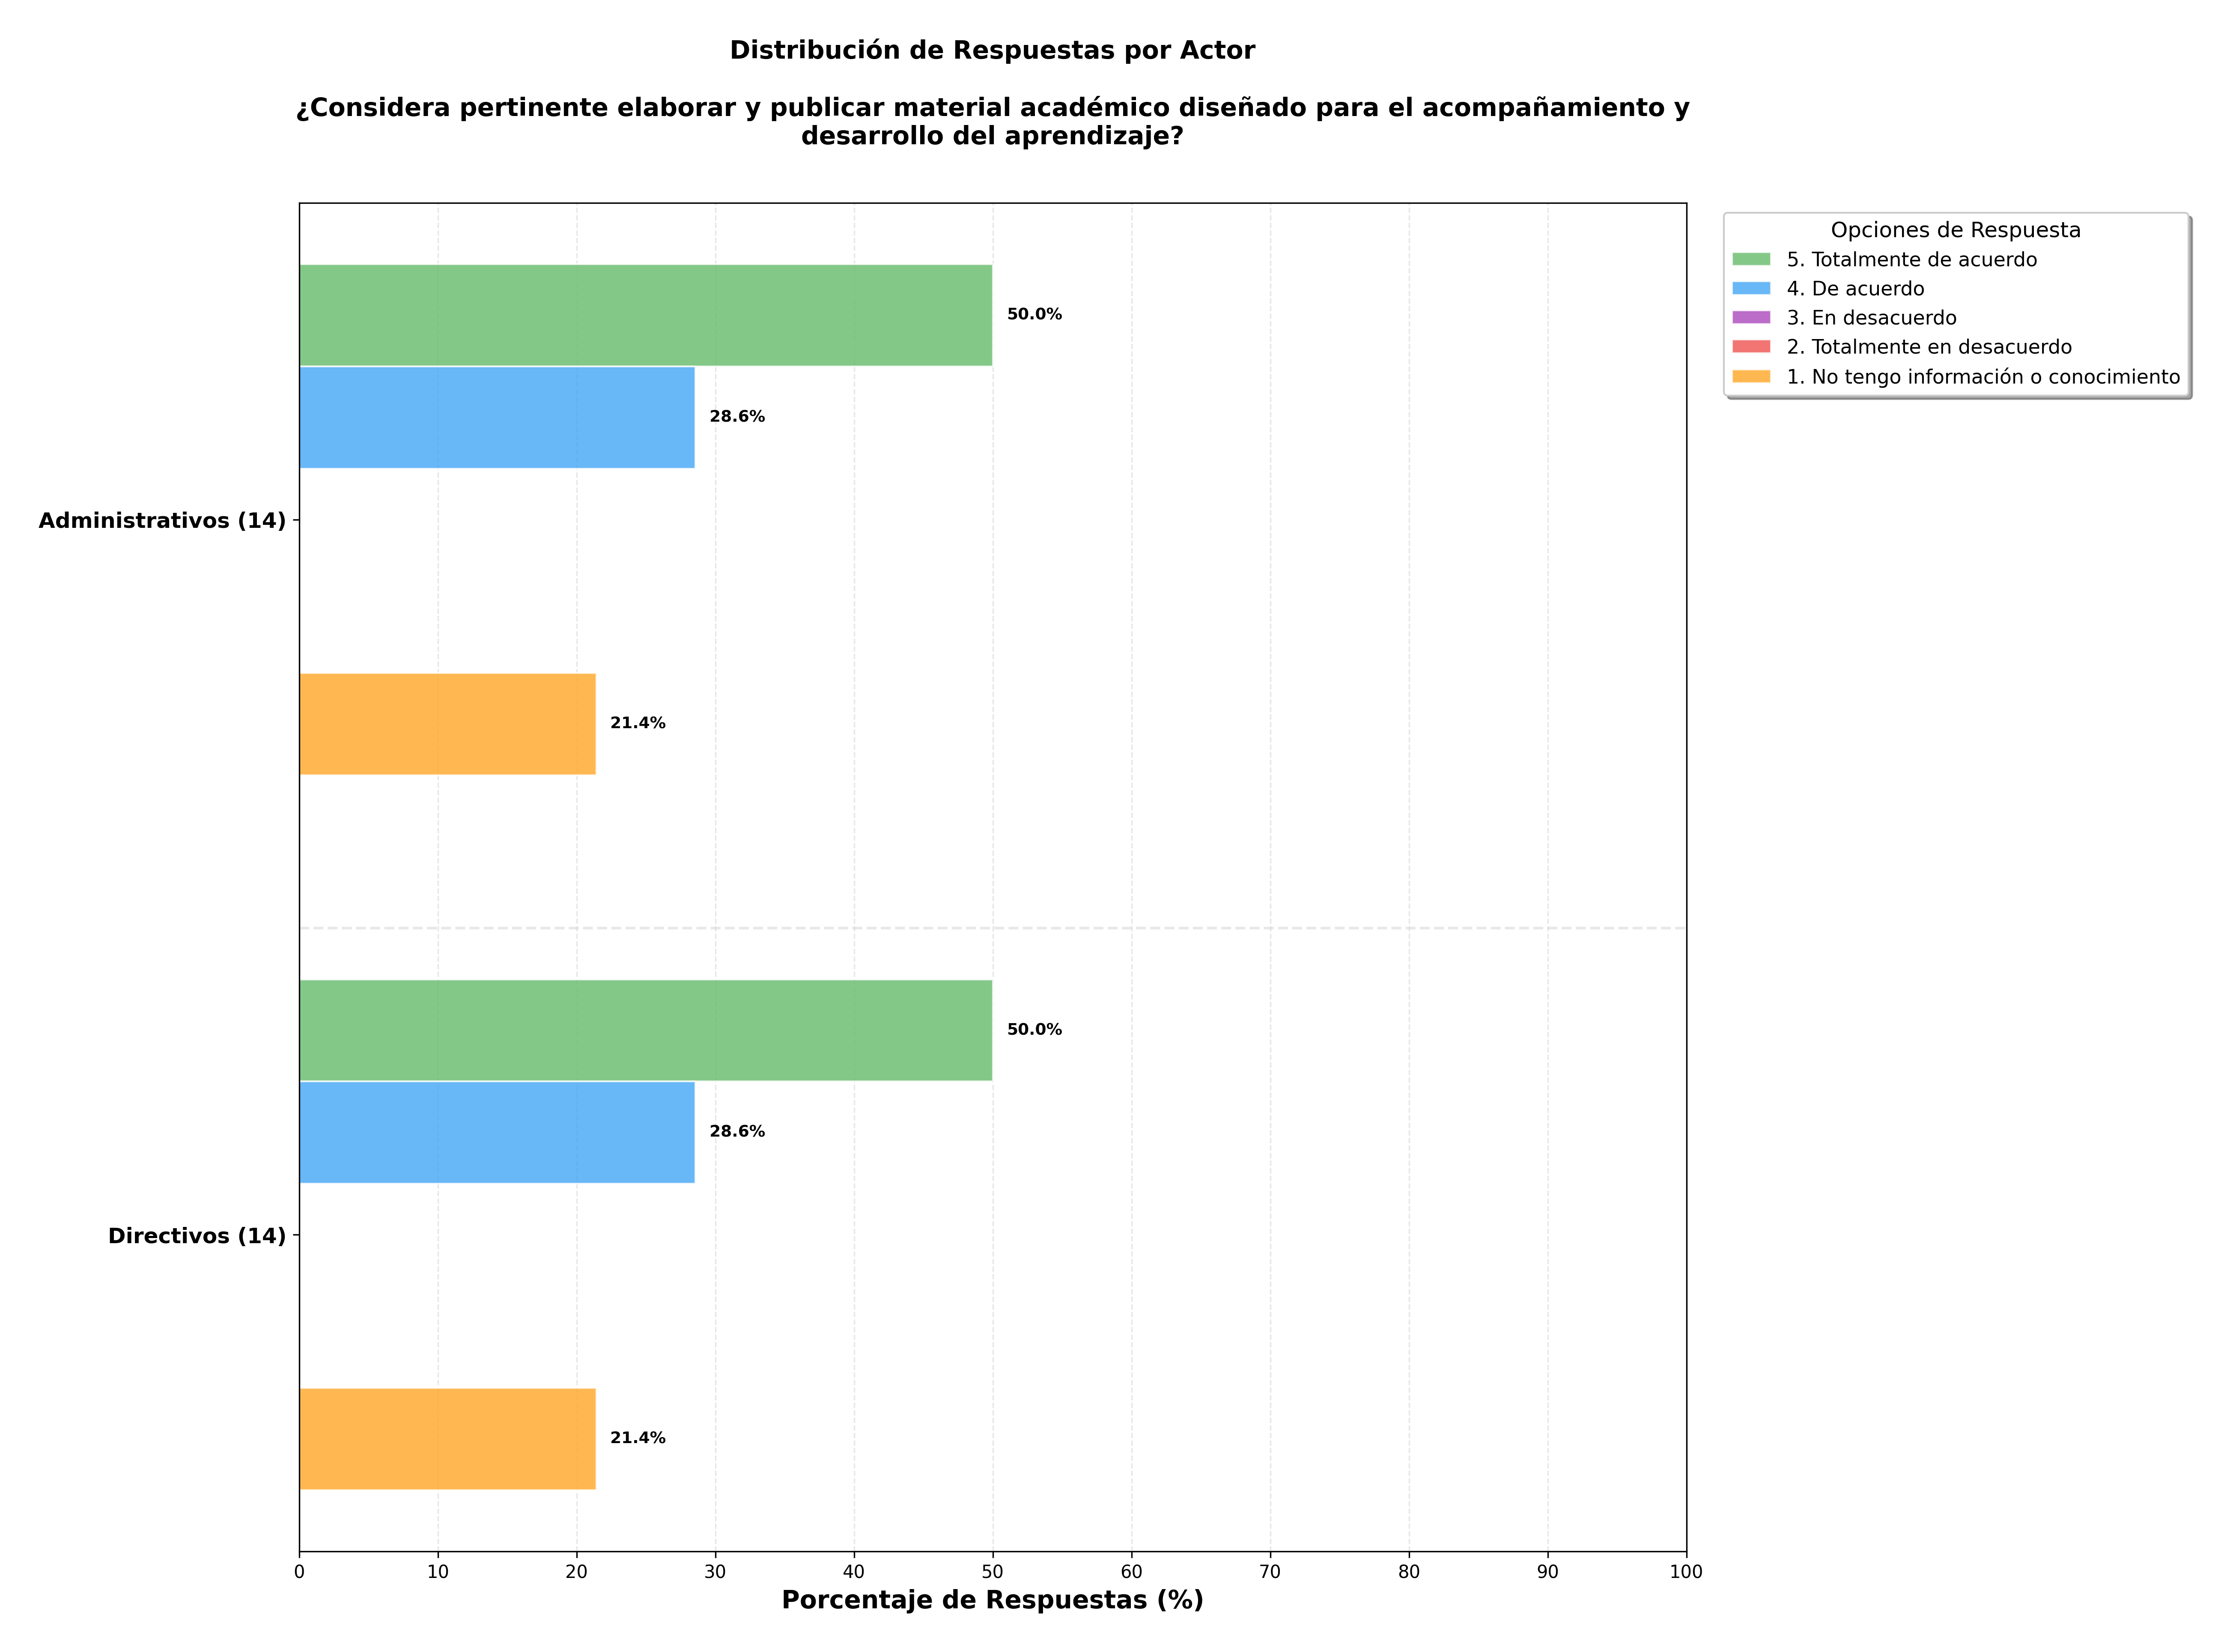 Distribución de Respuestas por Actor
¿Considera pertinente elaborar y publicar material académico diseñado para el acompañamiento y
desarrollo del aprendizaje?
Opciones de Respuesta
5. Totalmente de acuerdo
4. De acuerdo
3. En desacuerdo
2. Totalmente en desacuerdo
1. No tengo información o conocimiento
50.0%
28.6%
Administrativos (14)
21.4%
50.0%
28.6%
Directivos (14)
21.4%
0 10 20 30 40 50 60 70 80 90 100
Porcentaje de Respuestas (%)